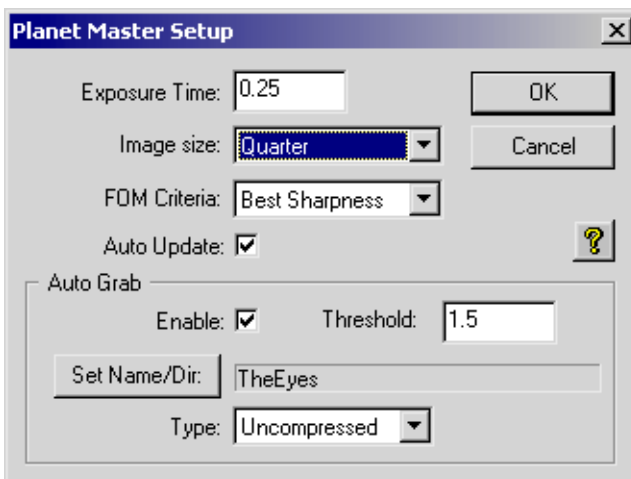 Planet Master Setup
Exposure Time: 0.25
OK
Image size: Quarter
Cancel
FOM Criteria: Best Sharpness
Auto Update:
Auto Grab
Enable:
Threshold: 1.5
Set Name/Dir: TheEyes
Type: Uncompressed